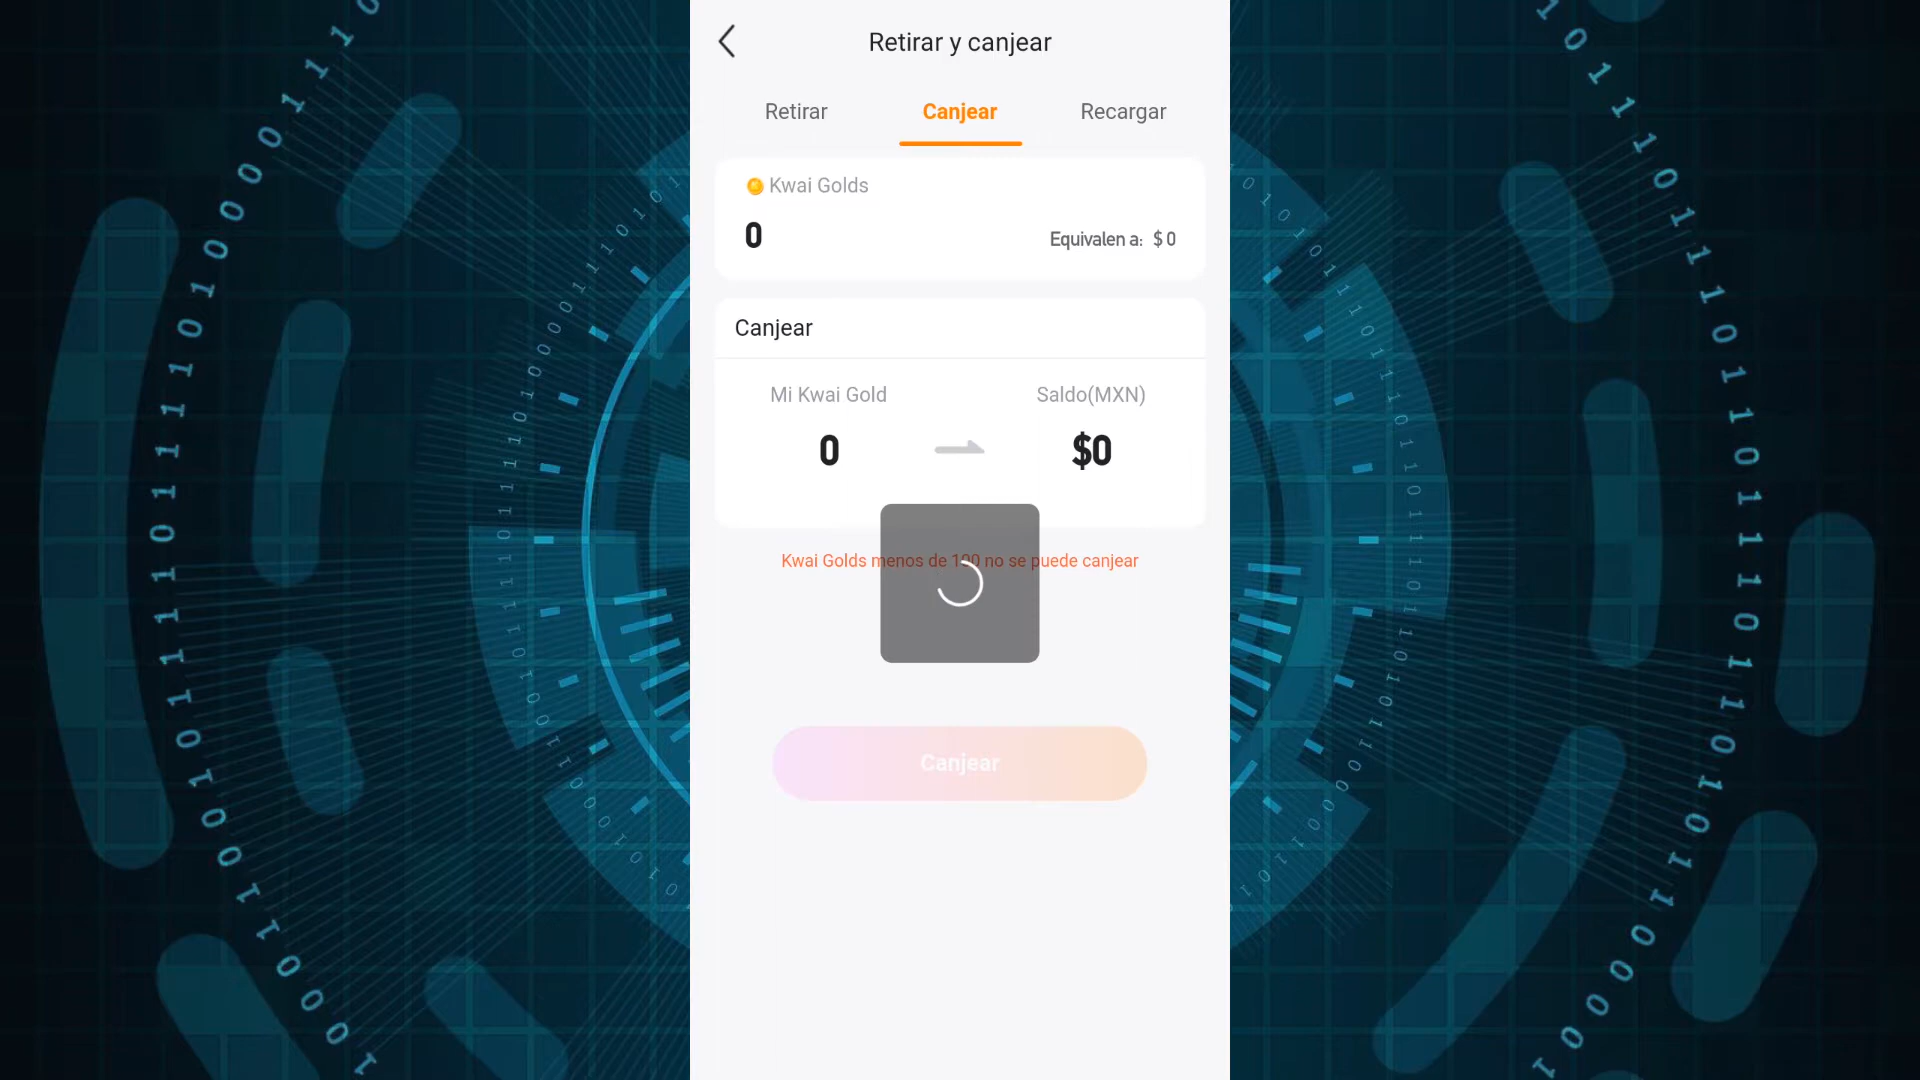 Retirar y canjear
Retirar Canjear Recargar
Kwai Golds
0 Equivalen a: $ 0
Canjear
Mi Kwai Gold Saldo(MXN)
0 $0
Kwai Golds menos de 100 no se puede canjear
Canjear